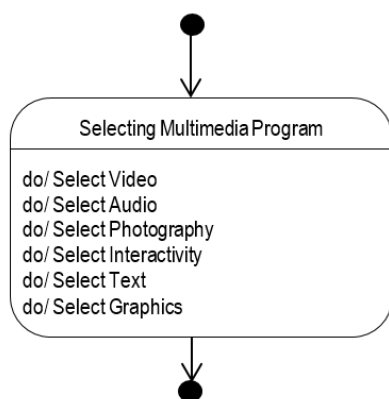 Selecting Multimedia Program
do/ Select Video
do/ Select Audio
do/ Select Photography
do/ Select Interactivity
do/ Select Text
do/ Select Graphics